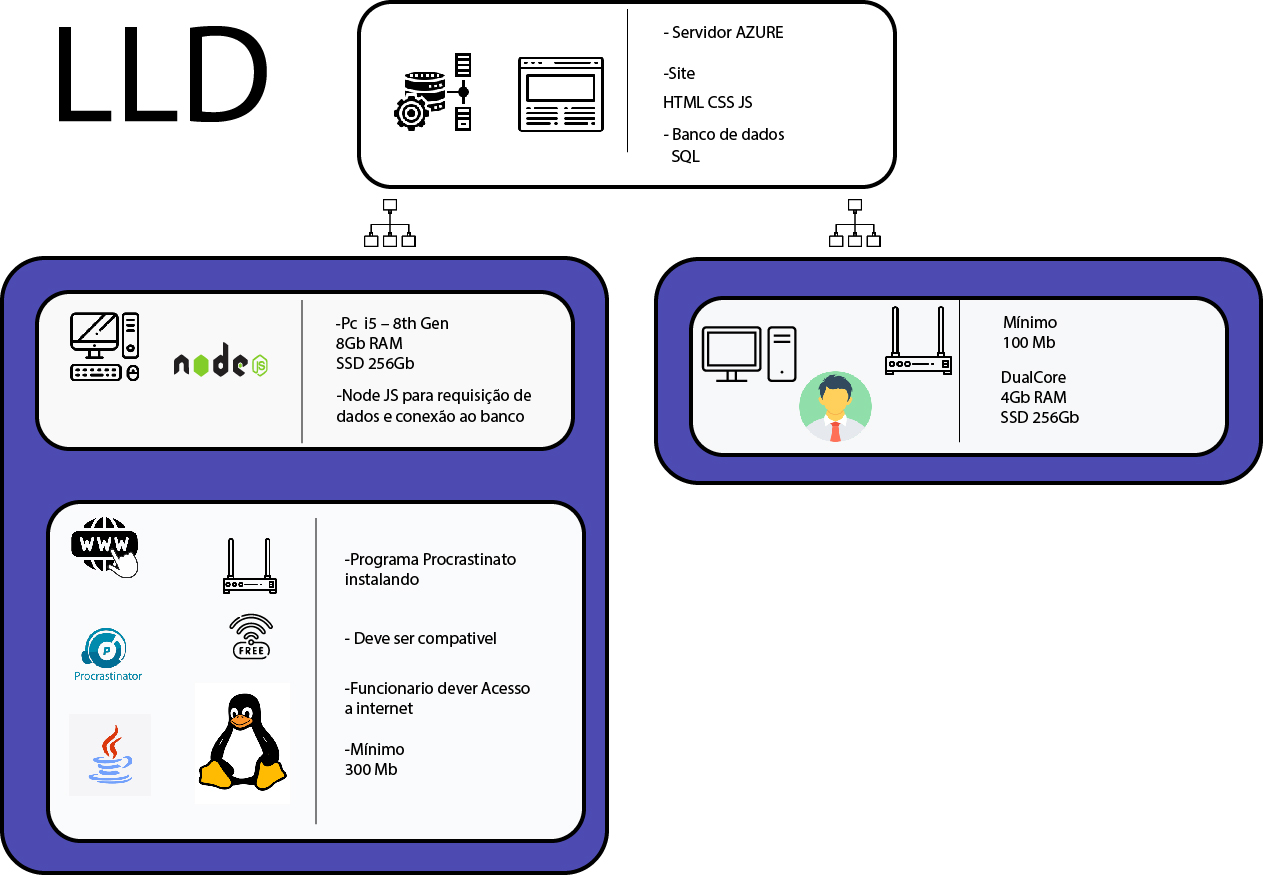 LLD
- Servidor AZURE
-Site
HTML CSS JS
- Banco de dados
SQL
node JS
-Pc i5 – 8th Gen
8Gb RAM
SSD 256Gb
-Node JS para requisição de
dados e conexão ao banco
Mínimo
100 Mb
DualCore
4Gb RAM
SSD 256Gb
WWW
FREE
P
Procrastinator
-Programa Procrastinato
instalando
- Deve ser compativel
-Funcionario dever Acesso
a internet
-Mínimo
300 Mb